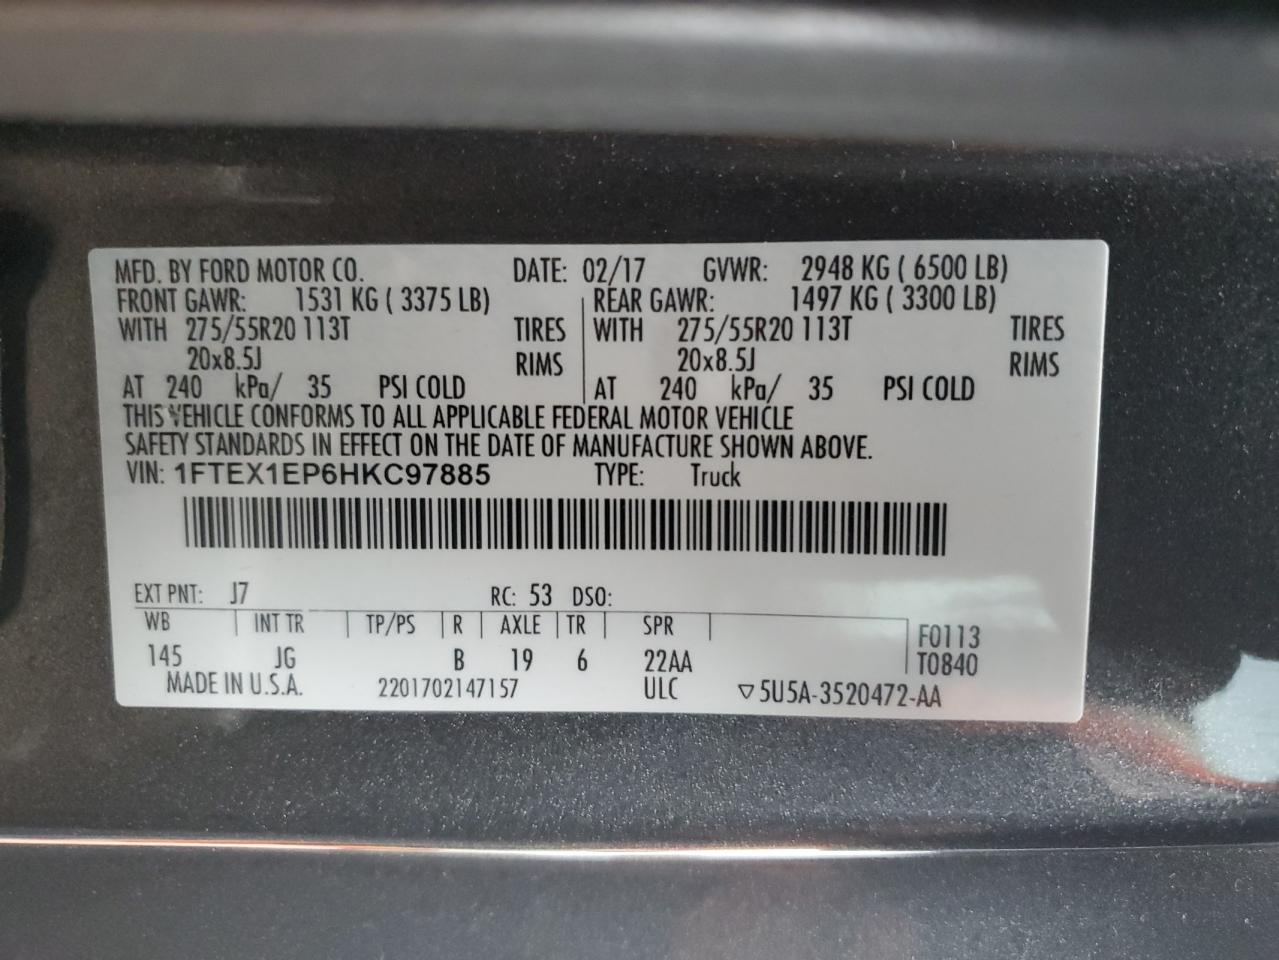 MFD. BY FORD MOTOR CO. DATE: 02/17 GVWR: 2948 KG ( 6500 LB)
FRONT GAWR: 1531 KG ( 3375 LB) REAR GAWR: 1497 KG ( 3300 LB)
WITH 275/55R20 113T TIRES WITH 275/55R20 113T TIRES
20x8.5J RIMS 20x8.5J RIMS
AT 240 kPa/ 35 PSI COLD AT 240 kPa/ 35 PSI COLD
THIS VEHICLE CONFORMS TO ALL APPLICABLE FEDERAL MOTOR VEHICLE
SAFETY STANDARDS IN EFFECT ON THE DATE OF MANUFACTURE SHOWN ABOVE.
VIN: 1FTEX1EP6HKC97885 TYPE: Truck
EXT PNT: J7 RC: 53 DSO:
WB INT TR TP/PS R AXLE TR SPR F0113
145 JG B 19 6 22AA T0840
MADE IN U.S.A. 2201702147157 ULC ▽5U5A-3520472-AA